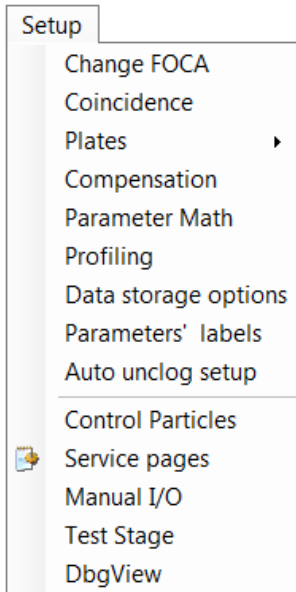 Setup
Change FOCA
Coincidence
Plates
Compensation
Parameter Math
Profiling
Data storage options
Parameters'  labels
Auto unclog setup
Control Particles
Service pages
Manual I/O
Test Stage
DbgView